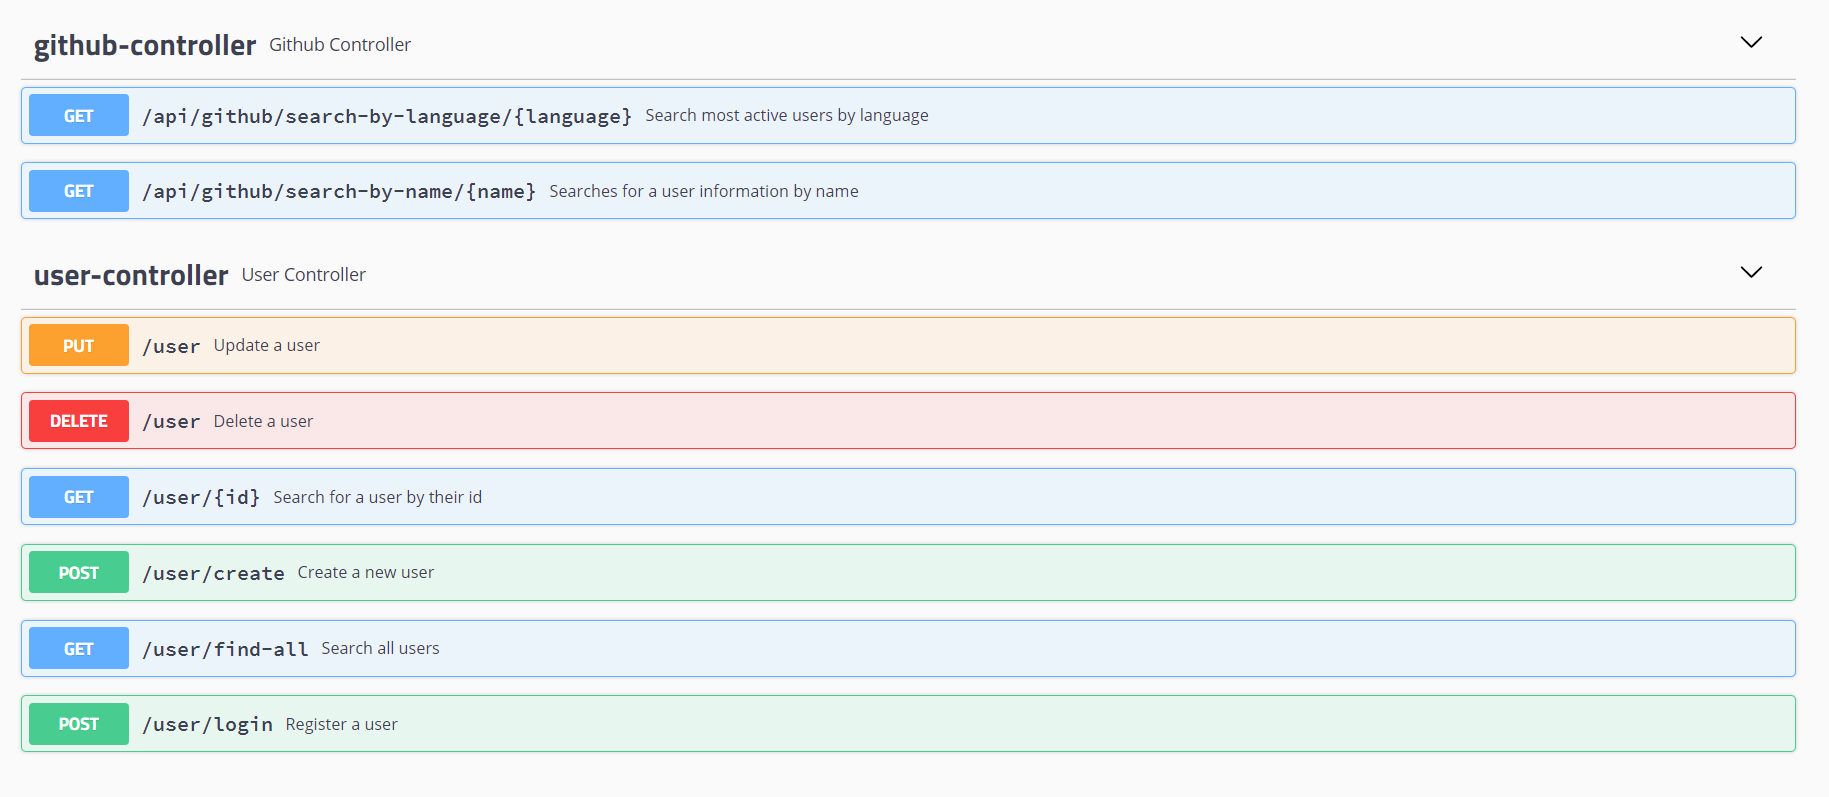 github-controller Github Controller
GET /api/github/search-by-language/{language} Search most active users by language
GET /api/github/search-by-name/{name} Searches for a user information by name
user-controller User Controller
PUT /user Update a user
DELETE /user Delete a user
GET /user/{id} Search for a user by their id
POST /user/create Create a new user
GET /user/find-all Search all users
POST /user/login Register a user